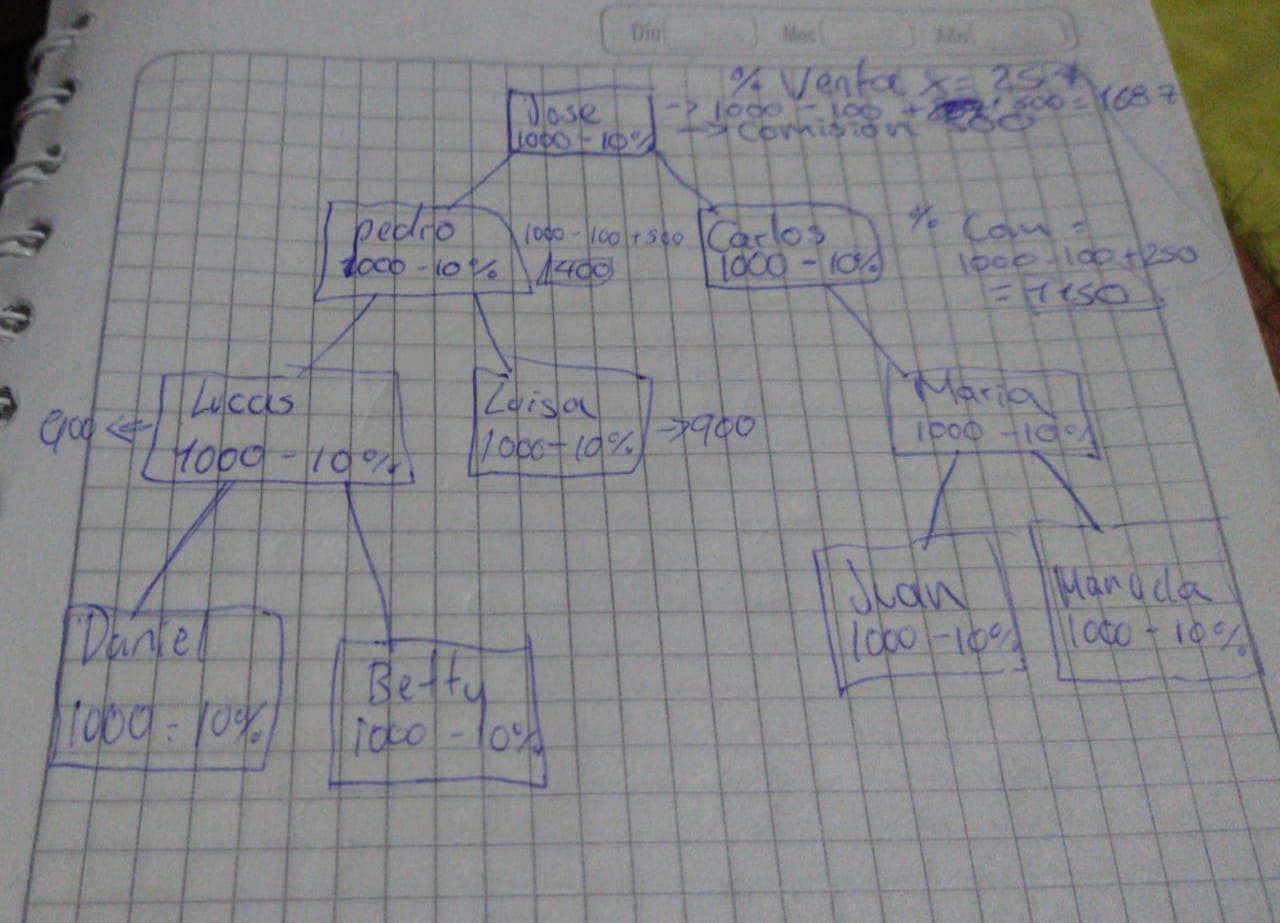 Día Mes Año
% Venta x = 25%
Jose
1000 - 10%
→ 1000 - 100 + 500 = 1687
→ Comision 500
pedro
1000 - 10%
1000 - 100 + 500
1400
Carlos
1000 - 10%
% Com =
1000 - 100 + 250
= 1150
Lucas
1000 - 10%
900 ←
Luisa
1000 - 10%
→ 900
Maria
1000 - 10%
Daniel
1000 - 10%
Betty
1000 - 10%
Juan
1000 - 10%
Manuela
1000 - 10%